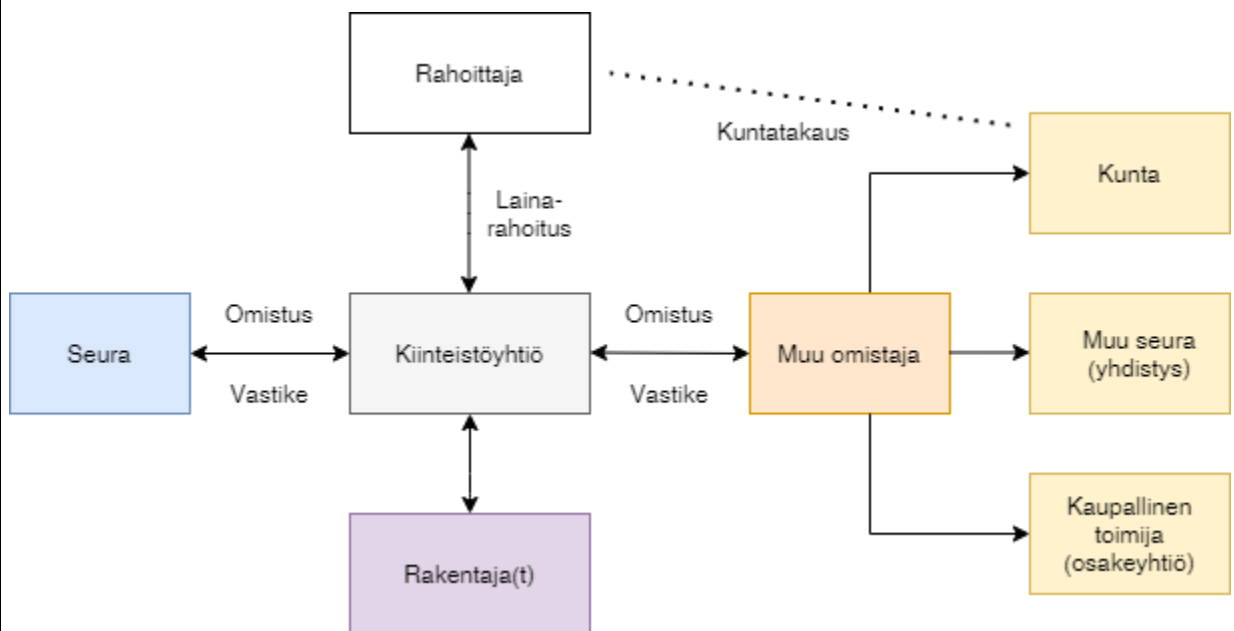 Rahoittaja
Kuntatakaus
Kunta
Laina-
rahoitus
Seura
Omistus
Vastike
Kiinteistöyhtiö
Omistus
Vastike
Muu omistaja
Muu seura
(yhdistys)
Kaupallinen
toimija
(osakeyhtiö)
Rakentaja(t)